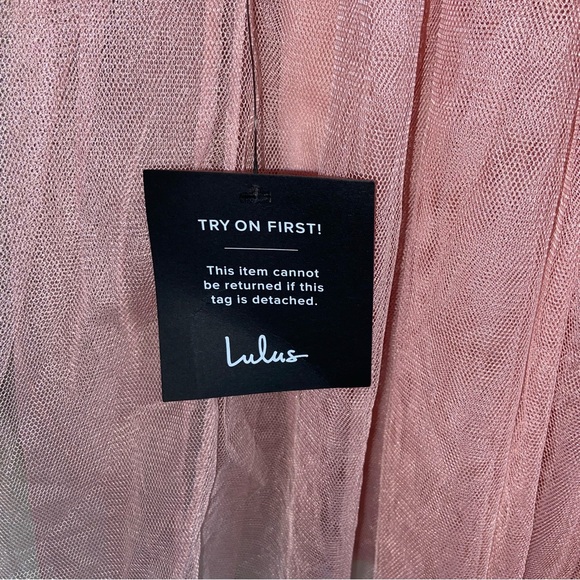 TRY ON FIRST!
This item cannot
be returned if this
tag is detached.
Lulus